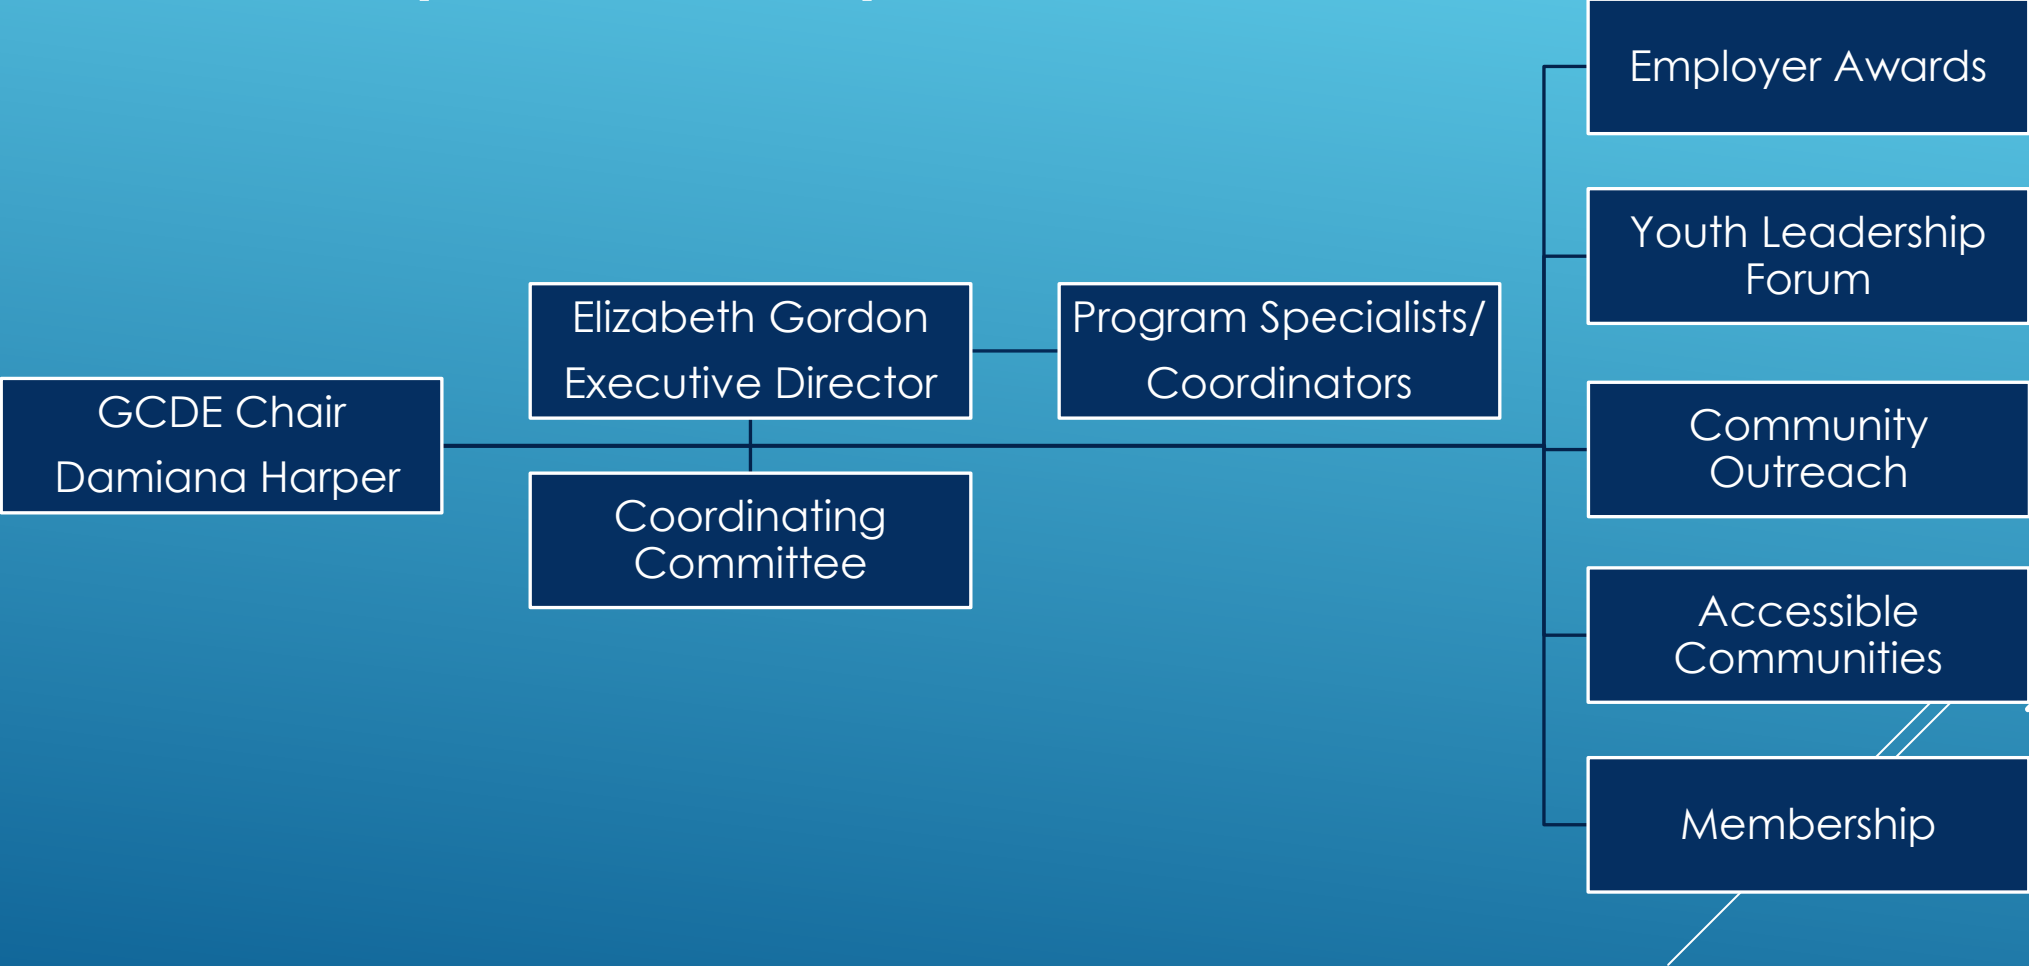 GCDE Chair
Damiana Harper
Elizabeth Gordon
Executive Director
Coordinating
Committee
Program Specialists/
Coordinators
Employer Awards
Youth Leadership
Forum
Community
Outreach
Accessible
Communities
Membership